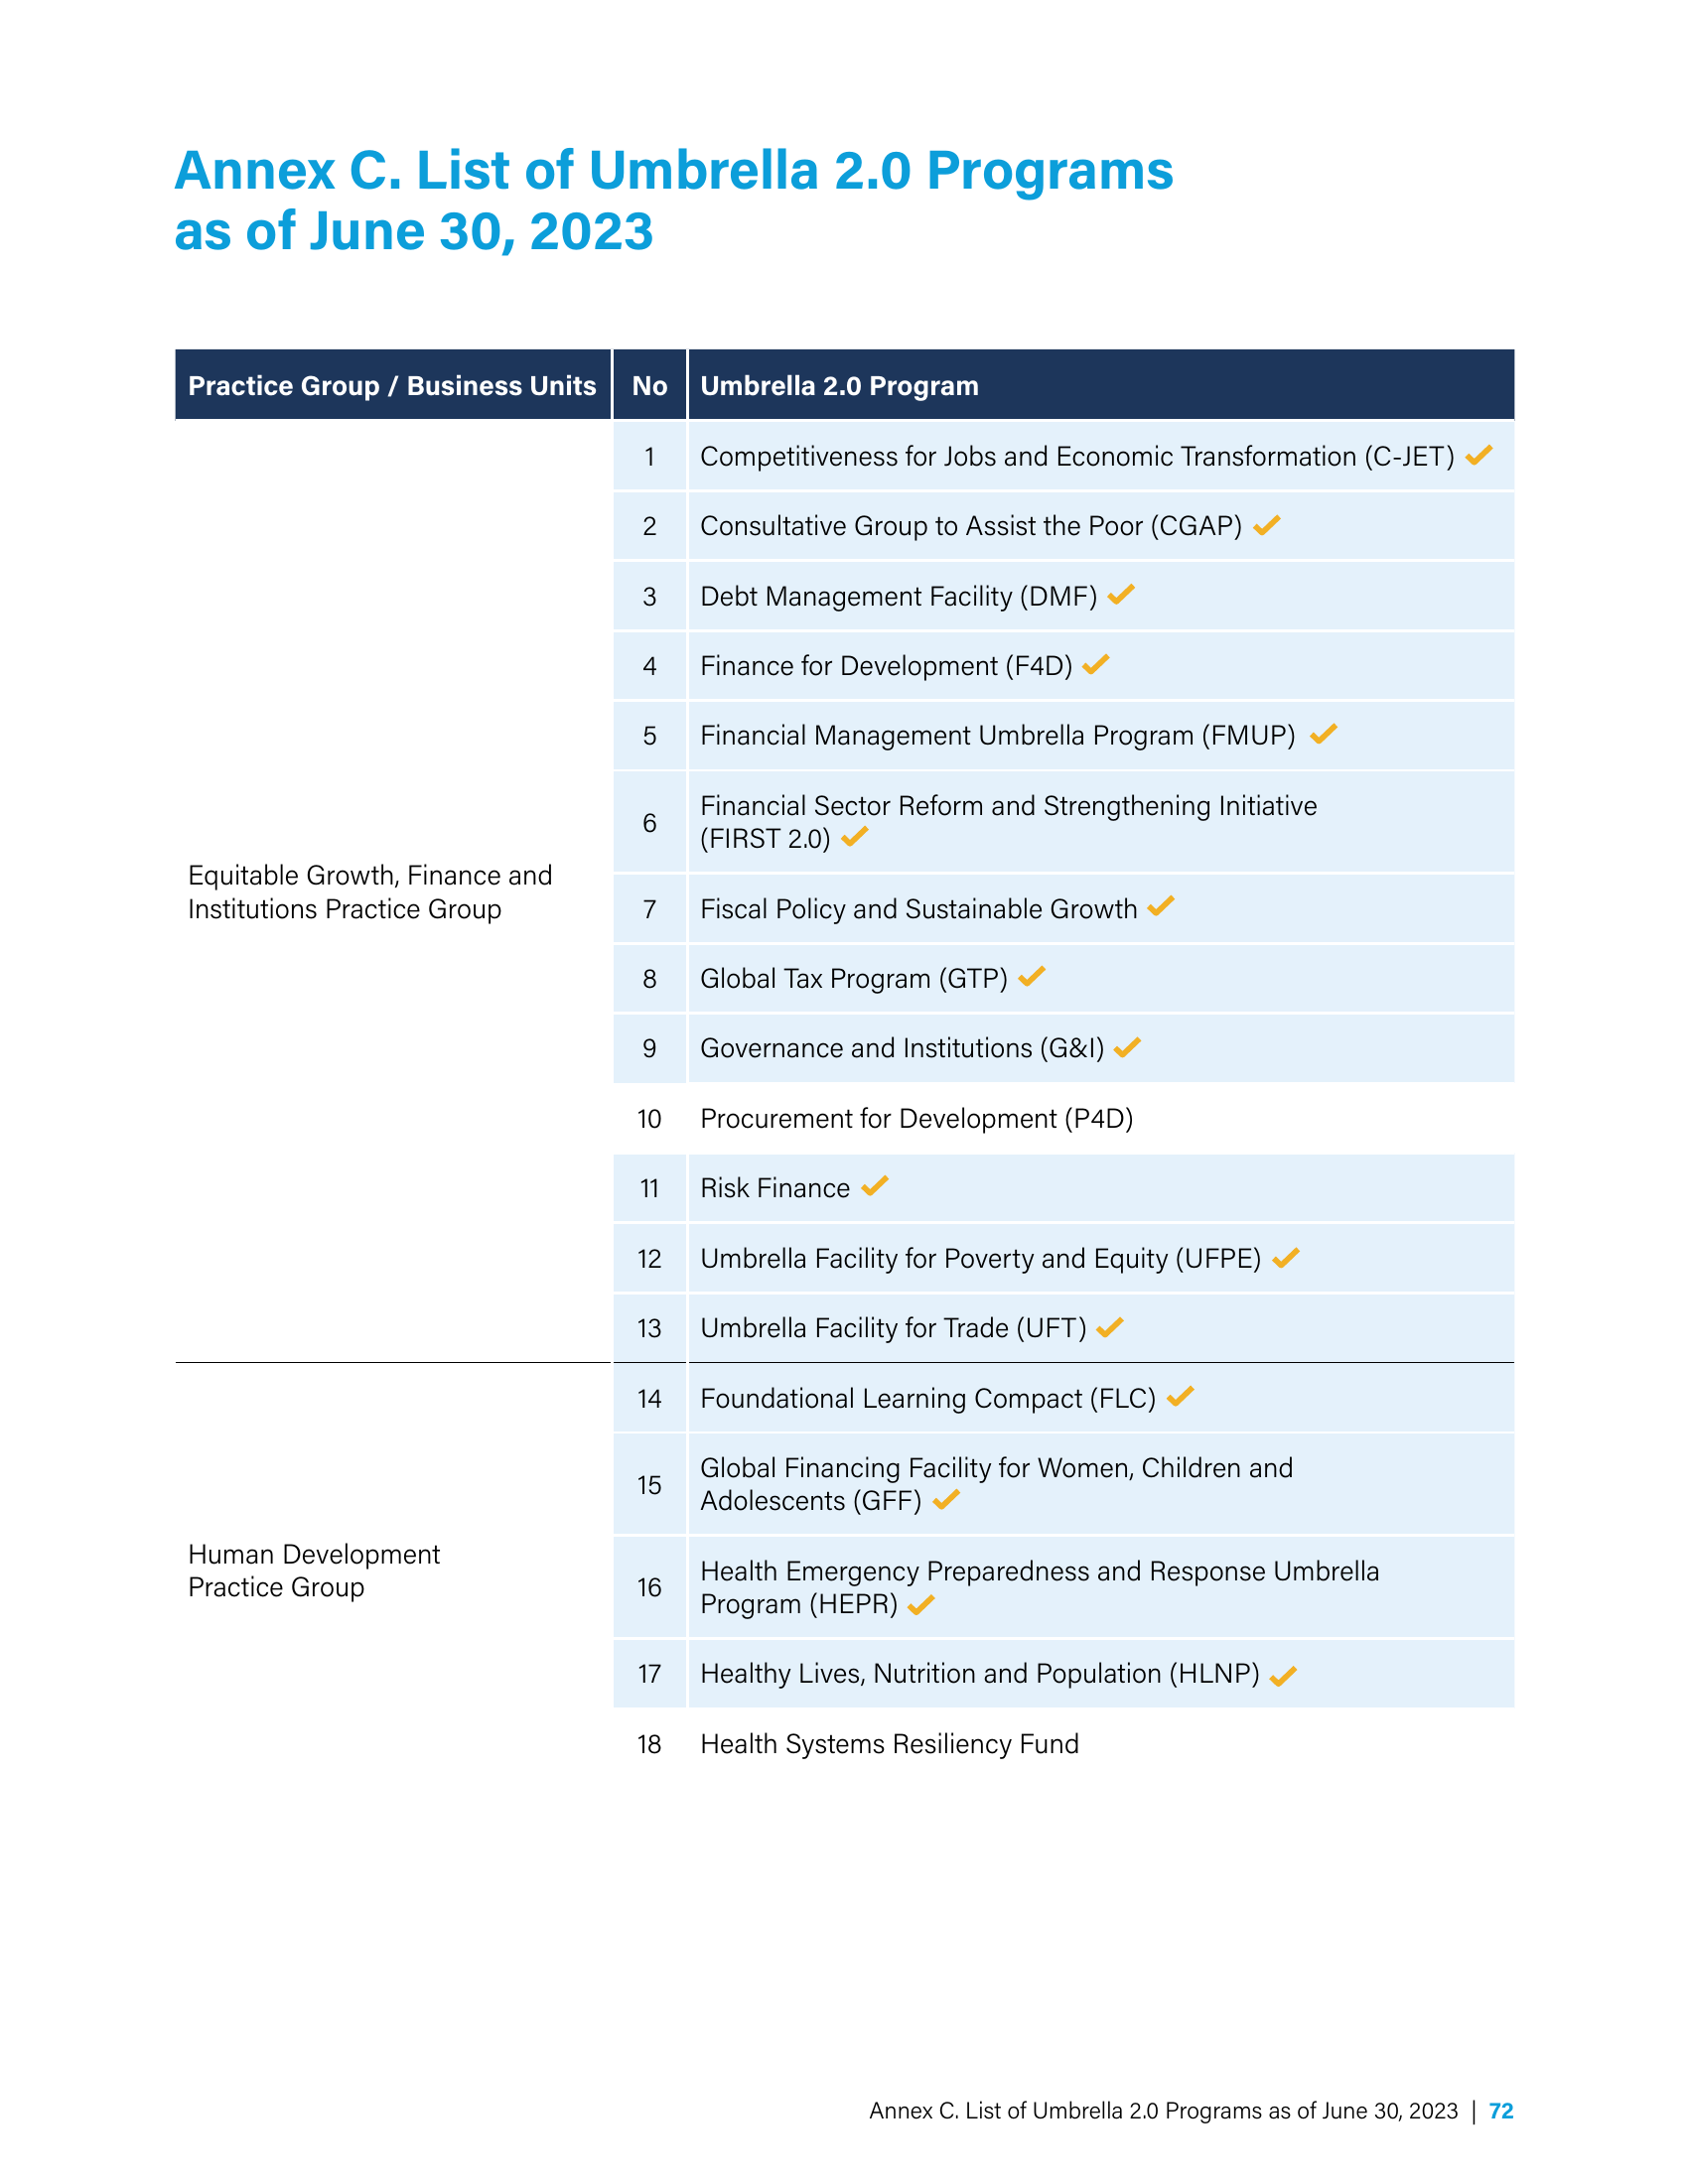 Annex C. List of Umbrella 2.0 Programs
as of June 30, 2023
Practice Group / Business Units No Umbrella 2.0 Program
Equitable Growth, Finance and
Institutions Practice Group
1 Competitiveness for Jobs and Economic Transformation (C-JET) ✓
2 Consultative Group to Assist the Poor (CGAP) ✓
3 Debt Management Facility (DMF) ✓
4 Finance for Development (F4D) ✓
5 Financial Management Umbrella Program (FMUP) ✓
6 Financial Sector Reform and Strengthening Initiative
(FIRST 2.0) ✓
7 Fiscal Policy and Sustainable Growth ✓
8 Global Tax Program (GTP) ✓
9 Governance and Institutions (G&I) ✓
10 Procurement for Development (P4D)
11 Risk Finance ✓
12 Umbrella Facility for Poverty and Equity (UFPE) ✓
13 Umbrella Facility for Trade (UFT) ✓
Human Development
Practice Group
14 Foundational Learning Compact (FLC) ✓
15 Global Financing Facility for Women, Children and
Adolescents (GFF) ✓
16 Health Emergency Preparedness and Response Umbrella
Program (HEPR) ✓
17 Healthy Lives, Nutrition and Population (HLNP) ✓
18 Health Systems Resiliency Fund
Annex C. List of Umbrella 2.0 Programs as of June 30, 2023 | 72